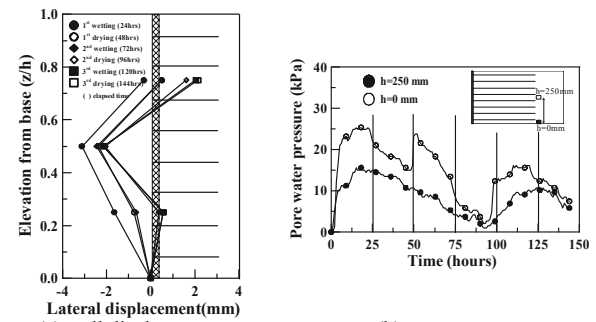 1.0
0.8
0.6
0.4
0.2
0.0
Elevation from base (z/h)
1st wetting (24hrs)
1st drying (48hrs)
2nd wetting (72hrs)
2nd drying (96hrs)
3rd wetting (120hrs)
3rd drying (144hrs)
( ) elapsed time
-4 -2 0 2 4
Lateral displacement(mm)
Pore water pressure (kPa)
40
30
20
10
0
h=250 mm
h=0 mm
h=250mm
h=0mm
0 25 50 75 100 125 150
Time (hours)